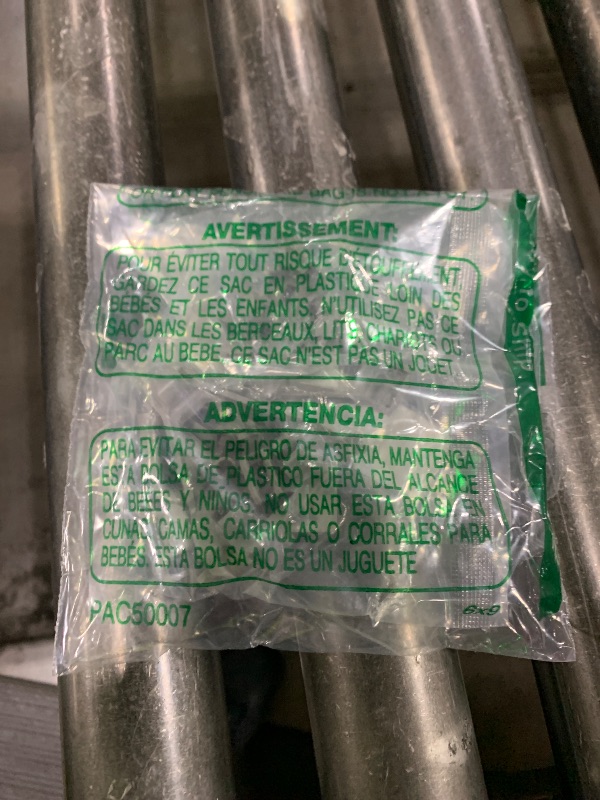 AVERTISSEMENT:
POUR ÉVITER TOUT RISQUE D'ÉTOUFFEMENT
GARDEZ CE SAC EN PLASTIQUE LOIN DES
BÉBÉS ET LES ENFANTS. N'UTILISEZ PAS CE
SAC DANS LES BERCEAUX, LITS, CHARIOTS OU
PARC AU BEBE. CE SAC N'EST PAS UN JOUET.
ADVERTENCIA:
PARA EVITAR EL PELIGRO DE ASFIXIA, MANTENGA
ESTA BOLSA DE PLASTICO FUERA DEL ALCANCE
DE BEBES Y NINOS. NO USAR ESTA BOLSA EN
CUNAS, CAMAS, CARRIOLAS O CORRALES PARA
BEBÉS. ESTA BOLSA NO ES UN JUGUETE
PAC50007
6x9